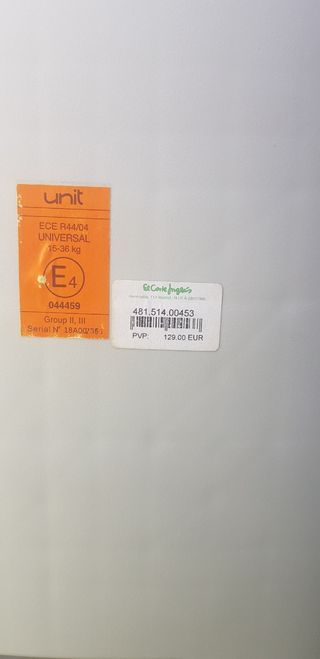 unit
ECE R44/04
UNIVERSAL
15-36 kg
E4
044459
Group II, III
Serial N°
El Corte Inglés
481.514.00453
PVP: 129,00 EUR